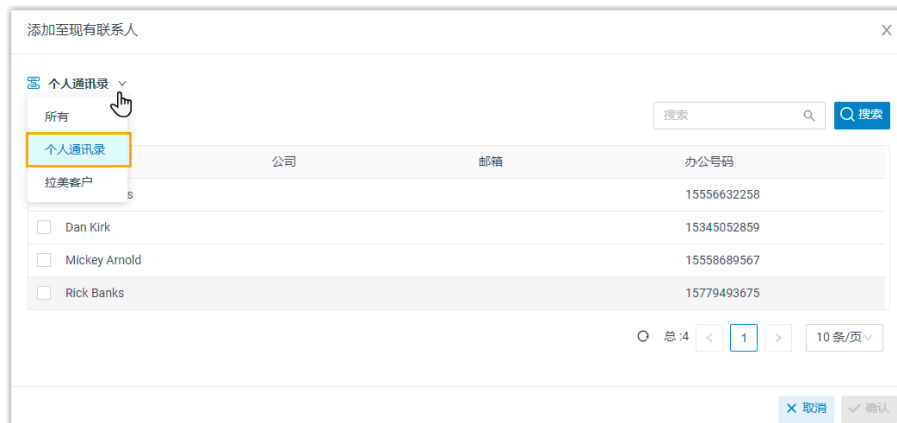 添加至现有联系人
个人通讯录
所有
搜索 搜索
个人通讯录
公司 邮箱 办公号码
拉美客户
s 15556632258
Dan Kirk 15345052859
Mickey Arnold 15558689567
Rick Banks 15779493675
总:4 < 1 > 10 条/页
取消 确认